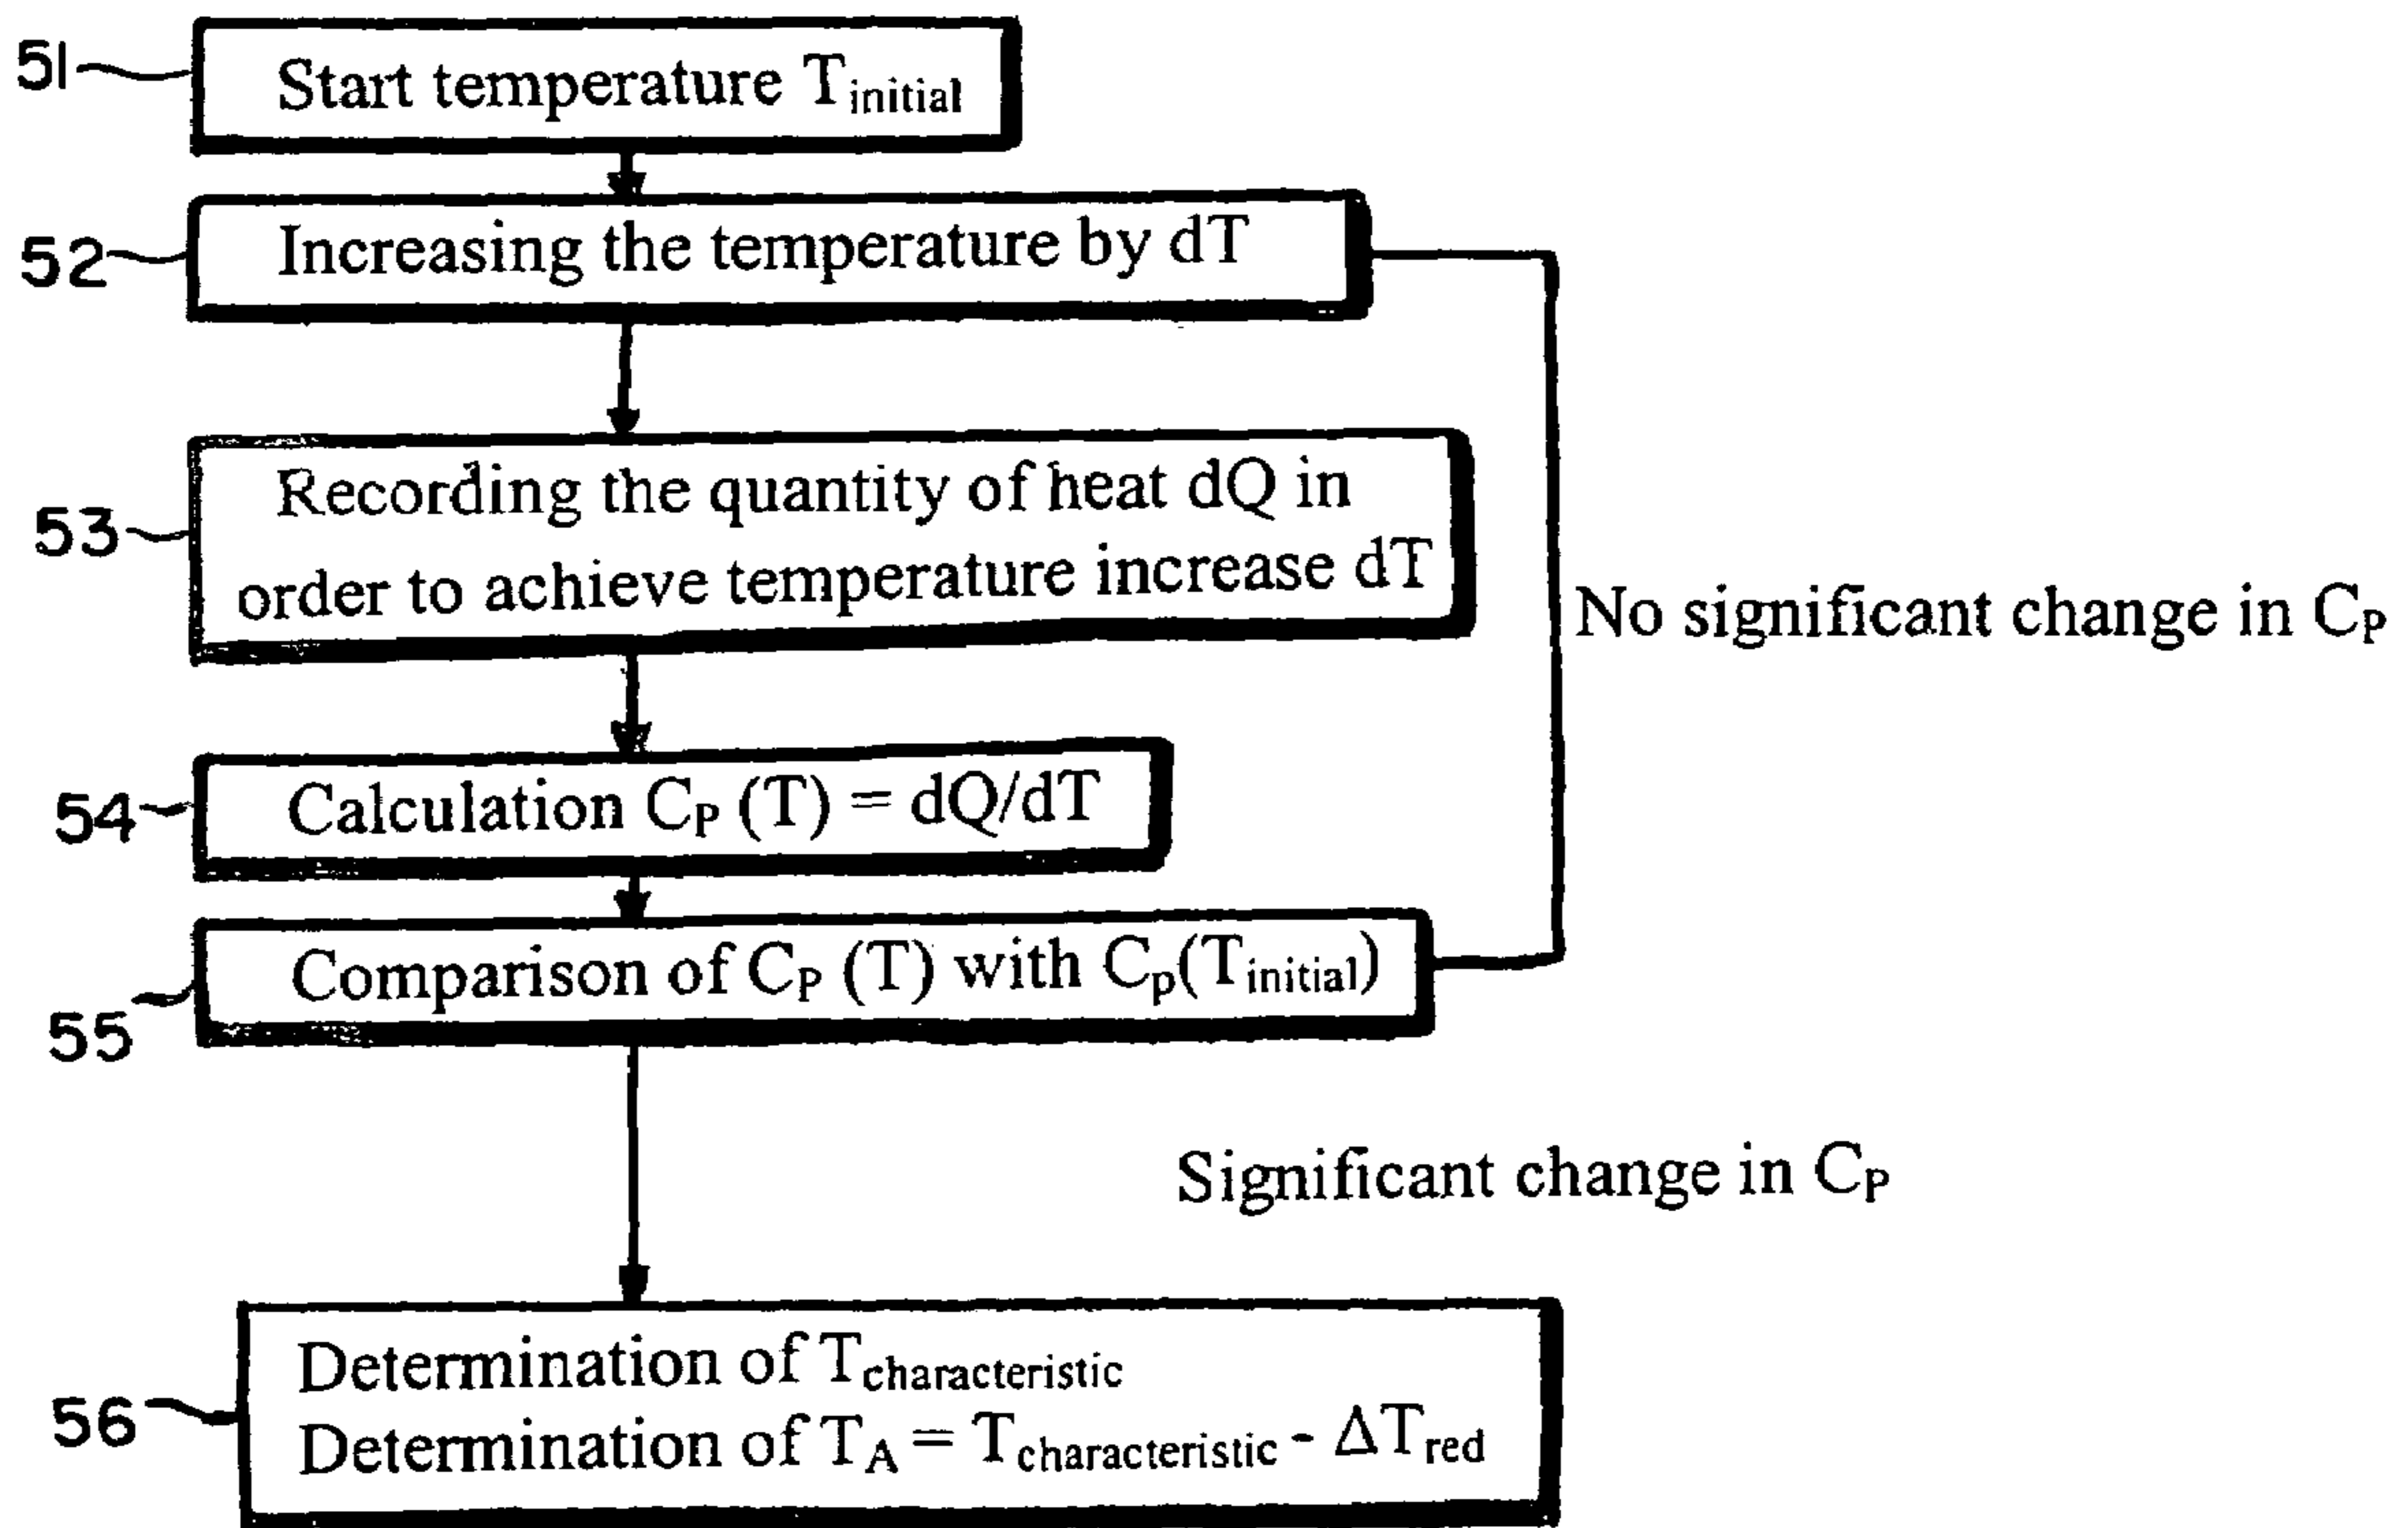 51
Start temperature Tinitial
52
Increasing the temperature by dT
53
Recording the quantity of heat dQ in
order to achieve temperature increase dT
No significant change in CP
54
Calculation CP (T) = dQ/dT
55
Comparison of CP (T) with Cp(Tinitial)
Significant change in CP
56
Determination of Tcharacteristic
Determination of TA = Tcharacteristic - ΔTred